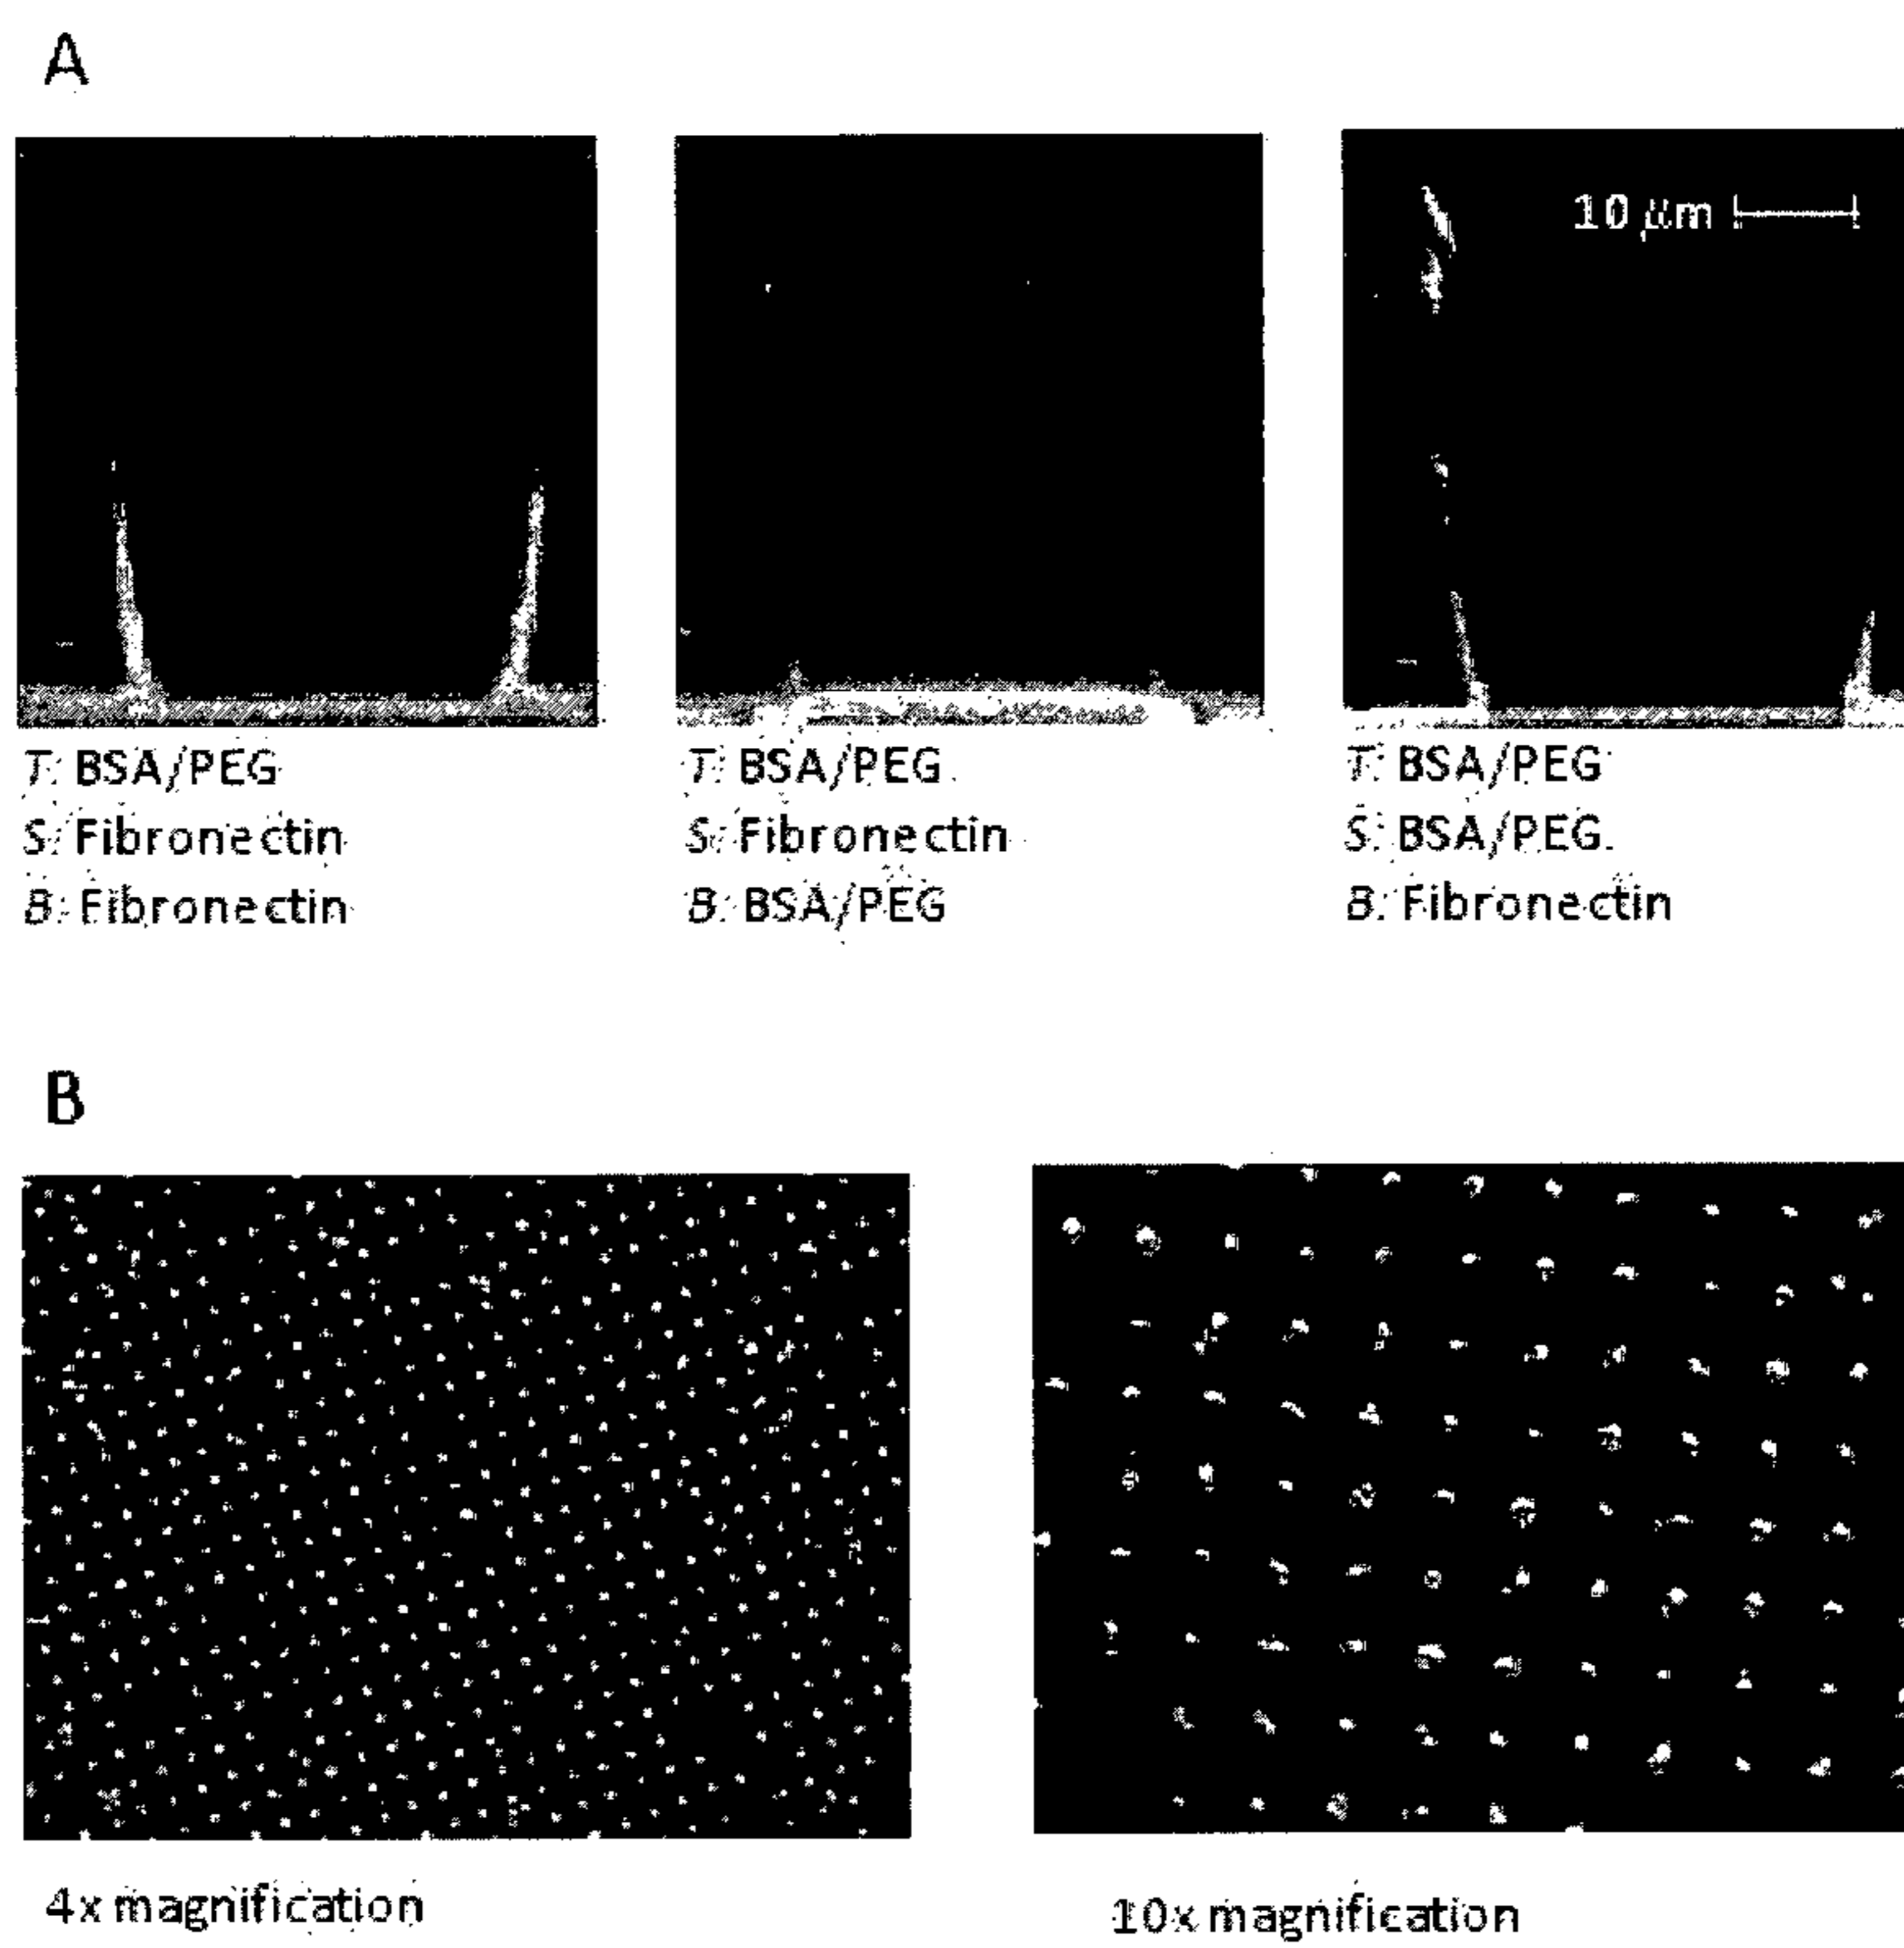 A
10 µm
T: BSA/PEG
S: Fibronectin
B: Fibronectin
T: BSA/PEG
S: Fibronectin
B: BSA/PEG
T: BSA/PEG
S: BSA/PEG
B: Fibronectin
B
4x magnification
10x magnification